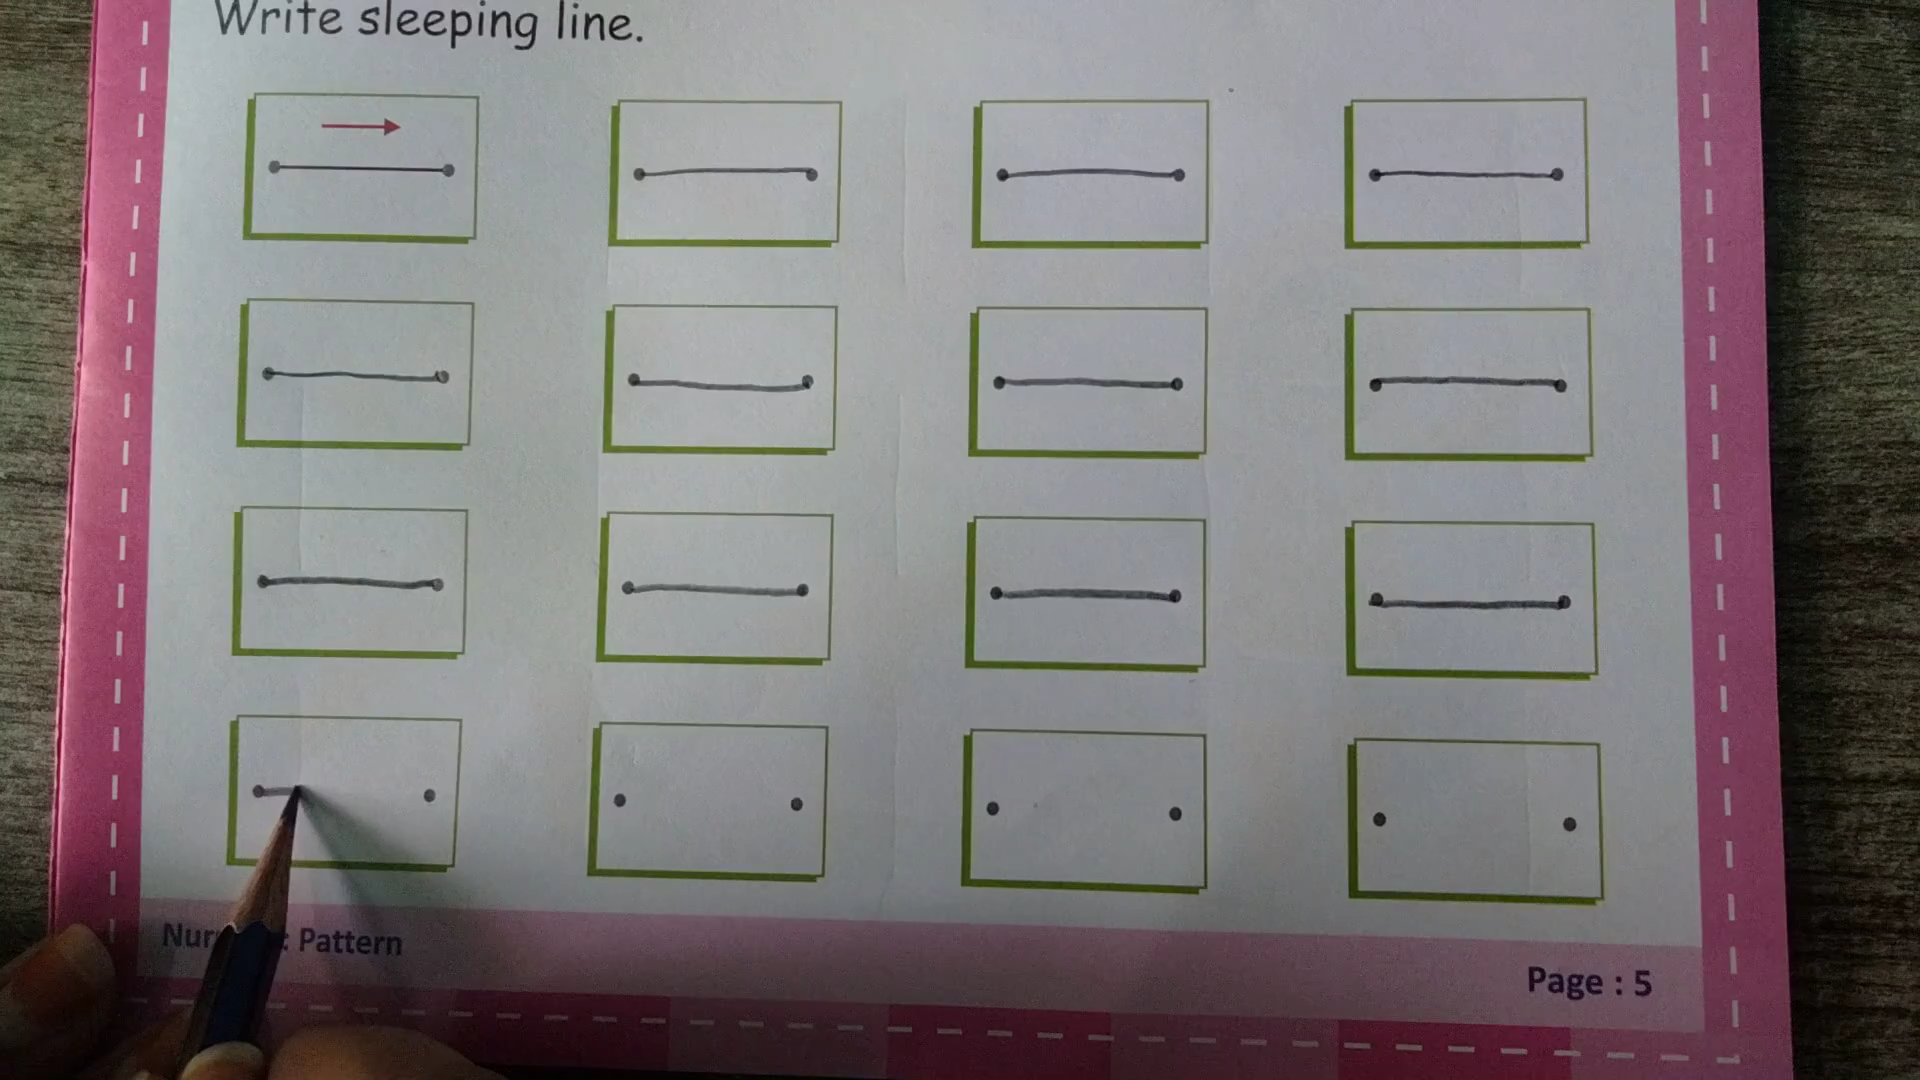 Write sleeping line.
: Pattern
Page : 5